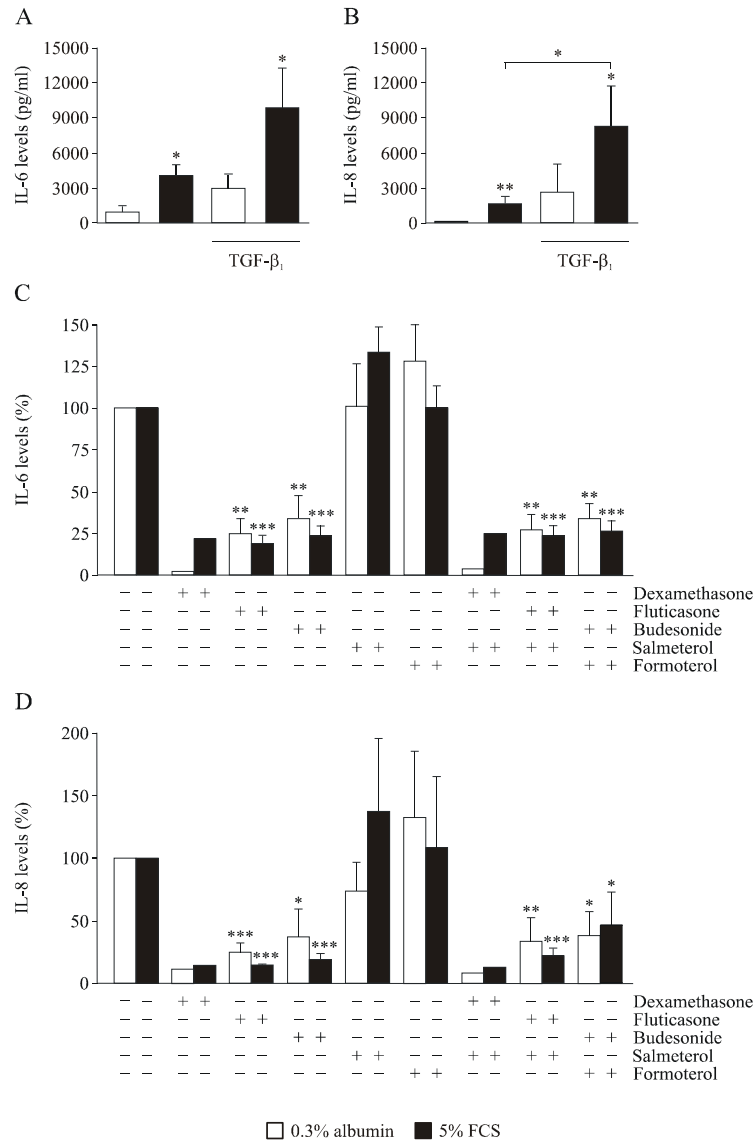 A
IL-6 levels (pg/ml)
15000
12000
9000
6000
3000
0
*
*
TGF-β₁
B
IL-8 levels (pg/ml)
15000
12000
9000
6000
3000
0
**
*
*
TGF-β₁
C
IL-6 levels (%)
150
125
100
75
50
25
0
** *** ** *** ** *** ** ***
– – + + – – – – – – – – + + – – – – Dexamethasone
– – – – + + – – – – – – – – + + – – Fluticasone
– – – – – – + + – – – – – – – – + + Budesonide
– – – – – – – – + + – – + + + + – – Salmeterol
– – – – – – – – – – + + – – – – + + Formoterol
D
IL-8 levels (%)
200
150
100
50
0
*** *** * *** ** *** * *
– – + + – – – – – – – – + + – – – – Dexamethasone
– – – – + + – – – – – – – – + + – – Fluticasone
– – – – – – + + – – – – – – – – + + Budesonide
– – – – – – – – + + – – + + + + – – Salmeterol
– – – – – – – – – – + + – – – – + + Formoterol
0.3% albumin 5% FCS